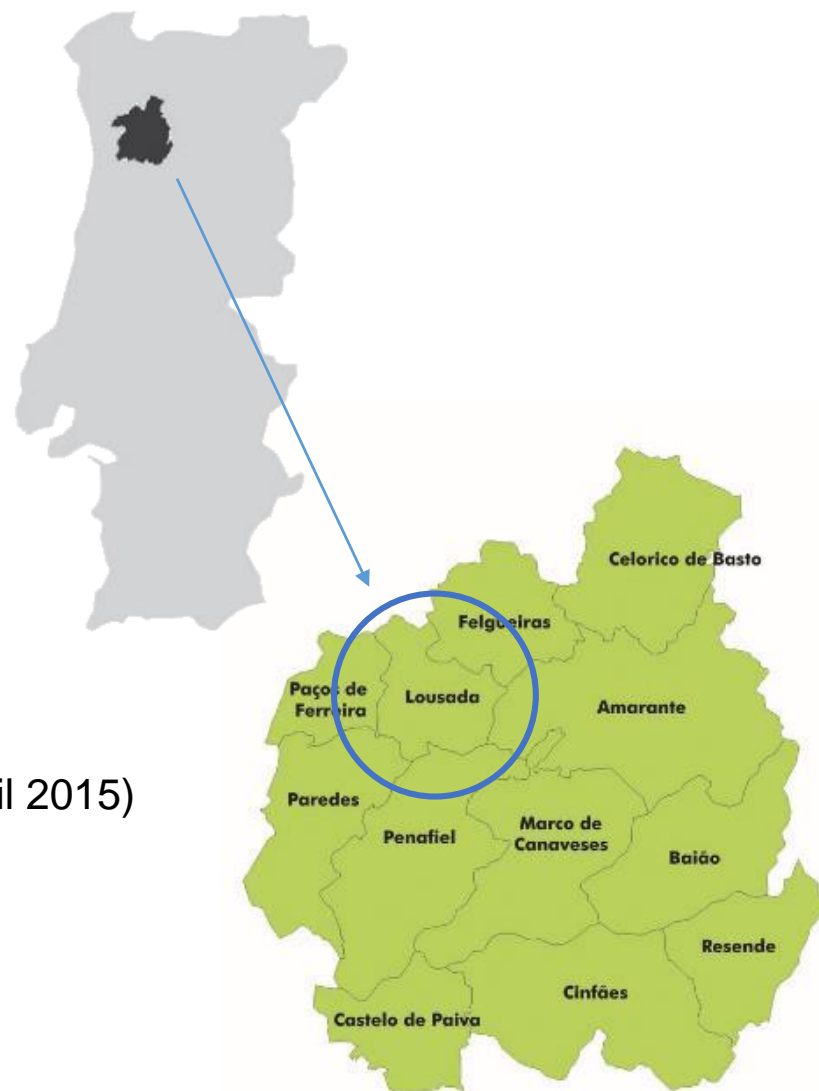 Celorico de Basto
Felgueiras
Paços de
Ferreira
Lousada
Amarante
il 2015)
Paredes
Penafiel
Marco de
Canaveses
Baião
Resende
Cinfães
Castelo de Paiva